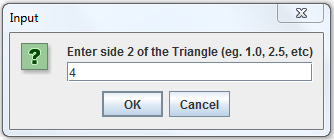 Input
Enter side 2 of the Triangle (eg. 1.0, 2.5, etc)
?
4
OK Cancel